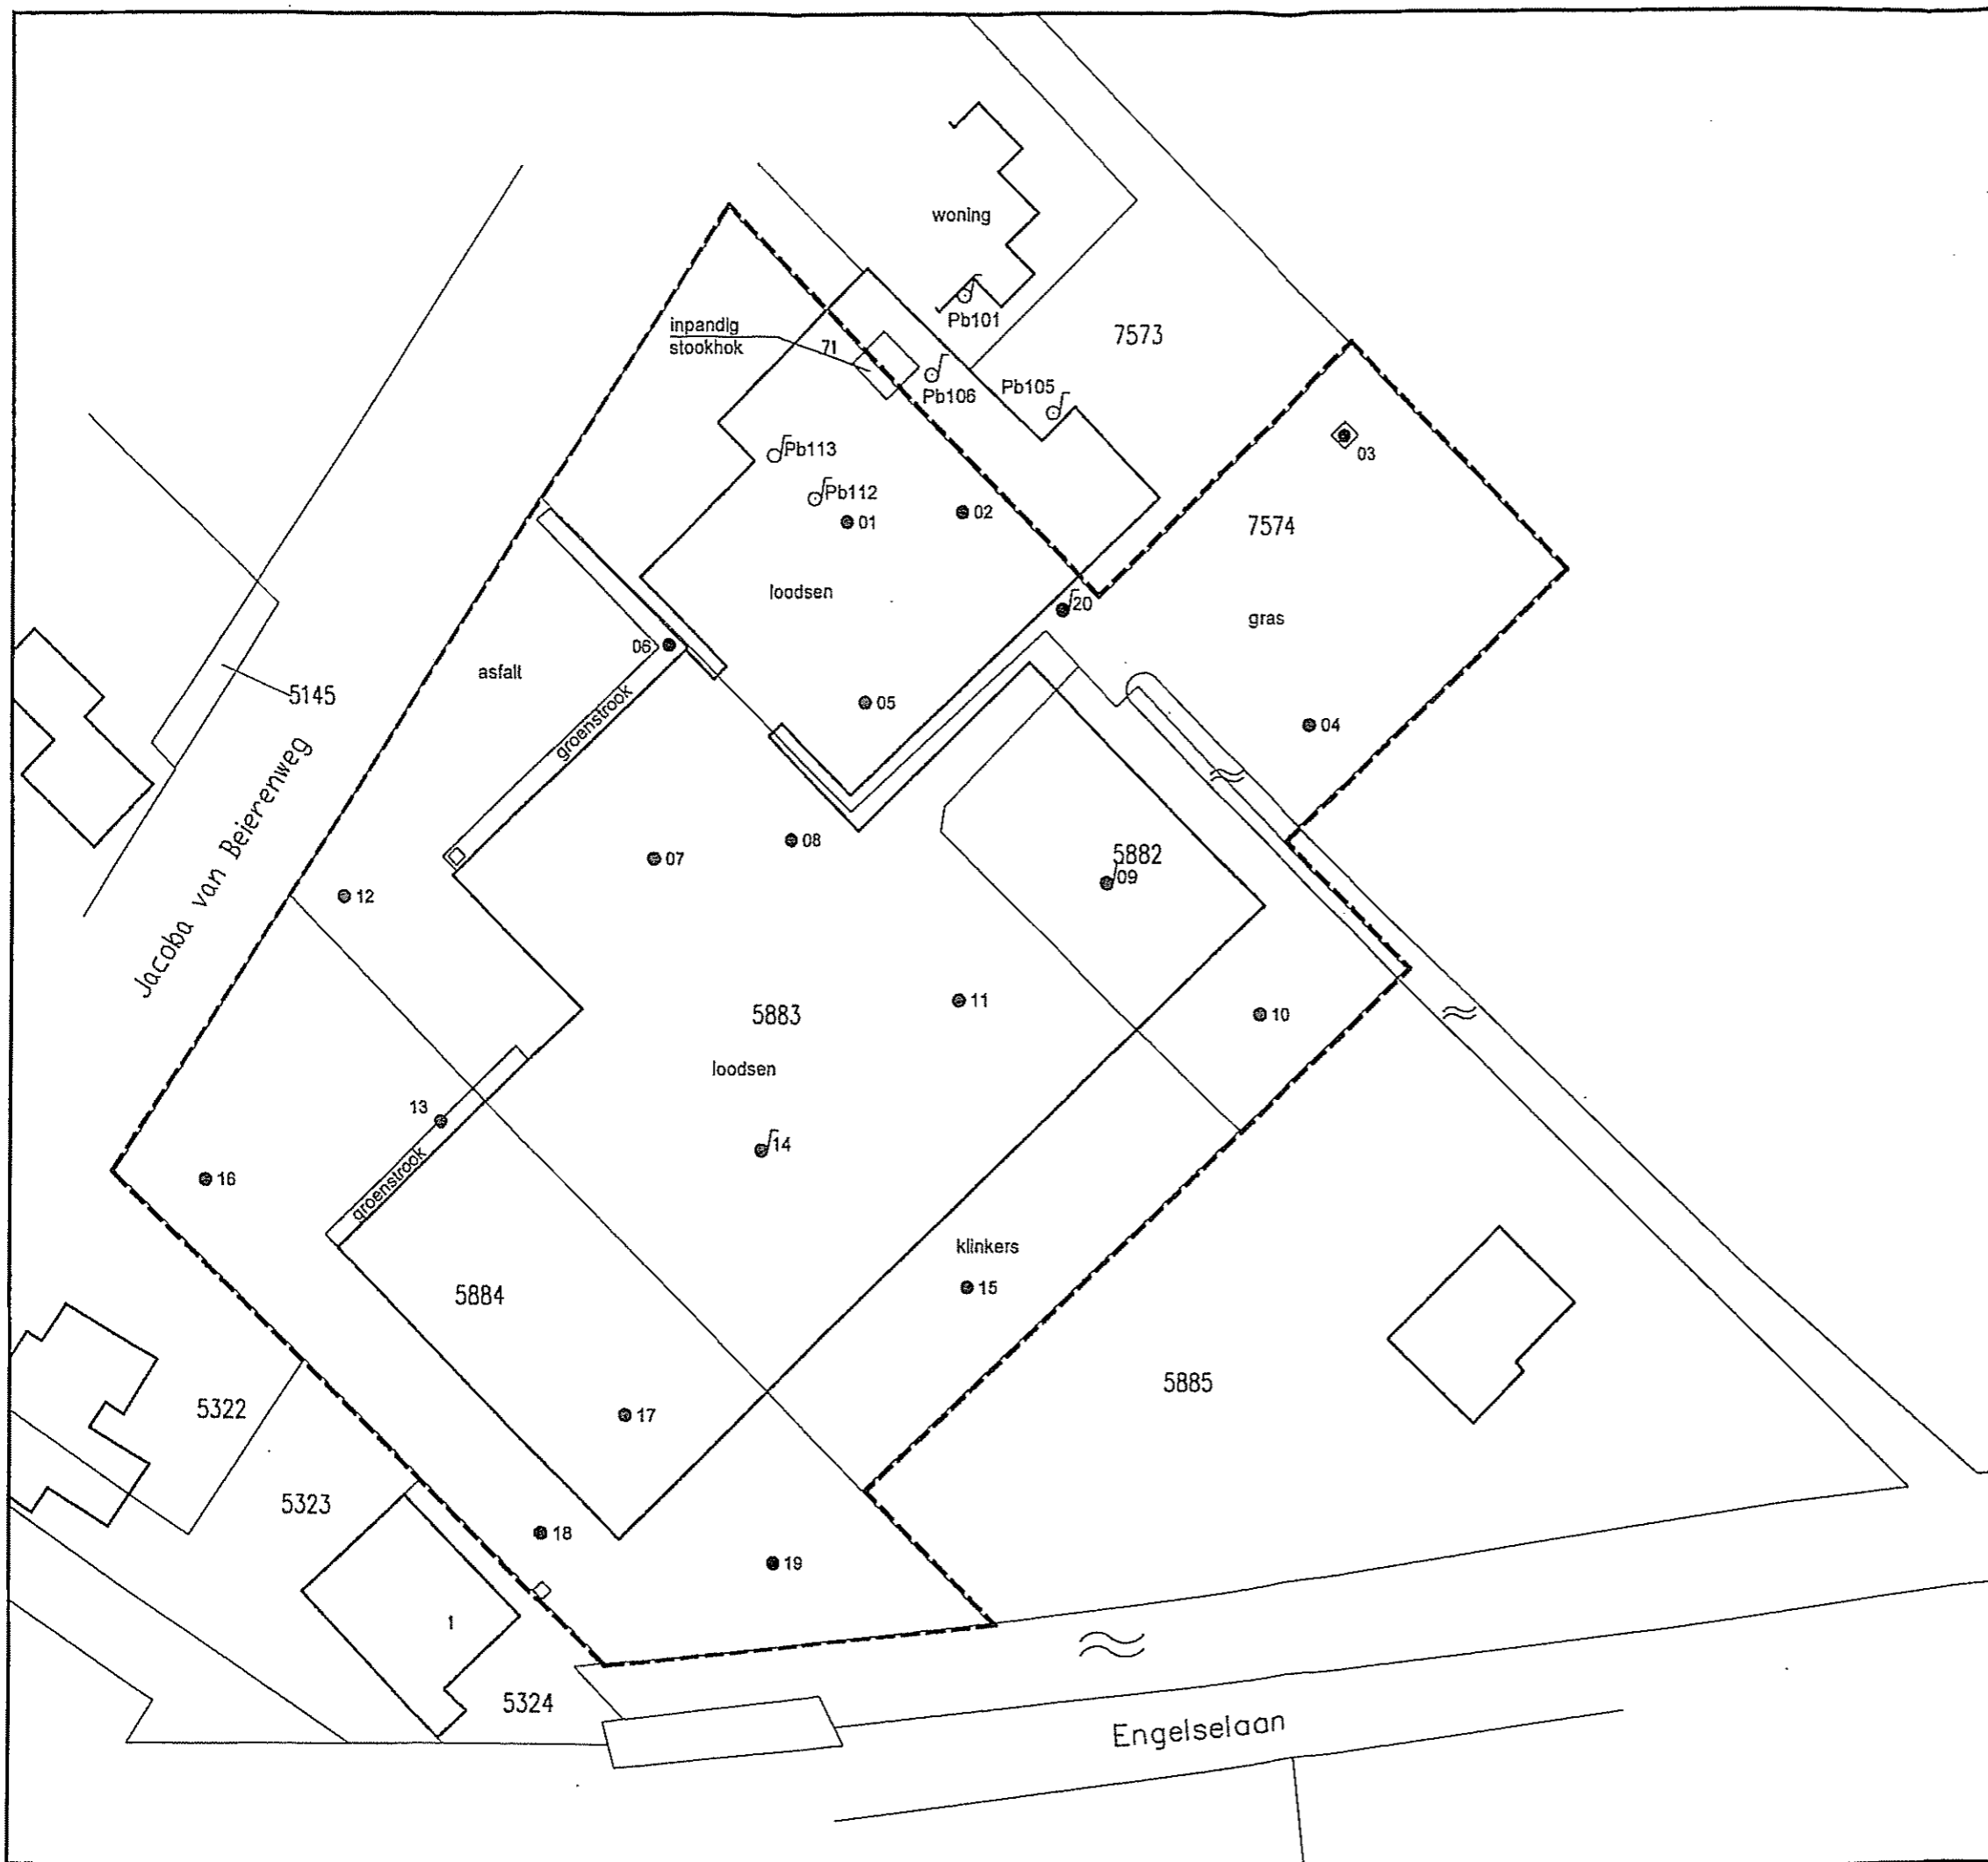 woning
Pb101
inpandig
stookhok
71
7573
Pb106
Pb105
Pb113
03
Pb112
01
02
7574
loodsen
20
gras
06
asfalt
5145
05
groenstrook
04
Jacoba van Beierenweg
08
07
5882
09
12
11
10
5883
loodsen
13
14
groenstrook
16
klinkers
15
5884
5885
5322
17
5323
18
19
1
5324
Engelselaan